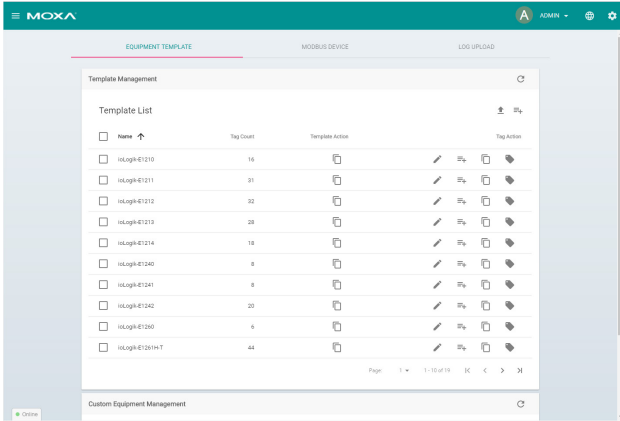 MOXA
A ADMIN
EQUIPMENT TEMPLATE MODBUS DEVICE LOG UPLOAD
Template Management
Template List
Name Tag Count Template Action Tag Action
ioLogik-E1210 16
ioLogik-E1211 31
ioLogik-E1212 32
ioLogik-E1213 28
ioLogik-E1214 18
ioLogik-E1240 8
ioLogik-E1241 8
ioLogik-E1242 20
ioLogik-E1260 6
ioLogik-E1261H-T 44
Page: 1 1 - 10 of 19
Custom Equipment Management
Online